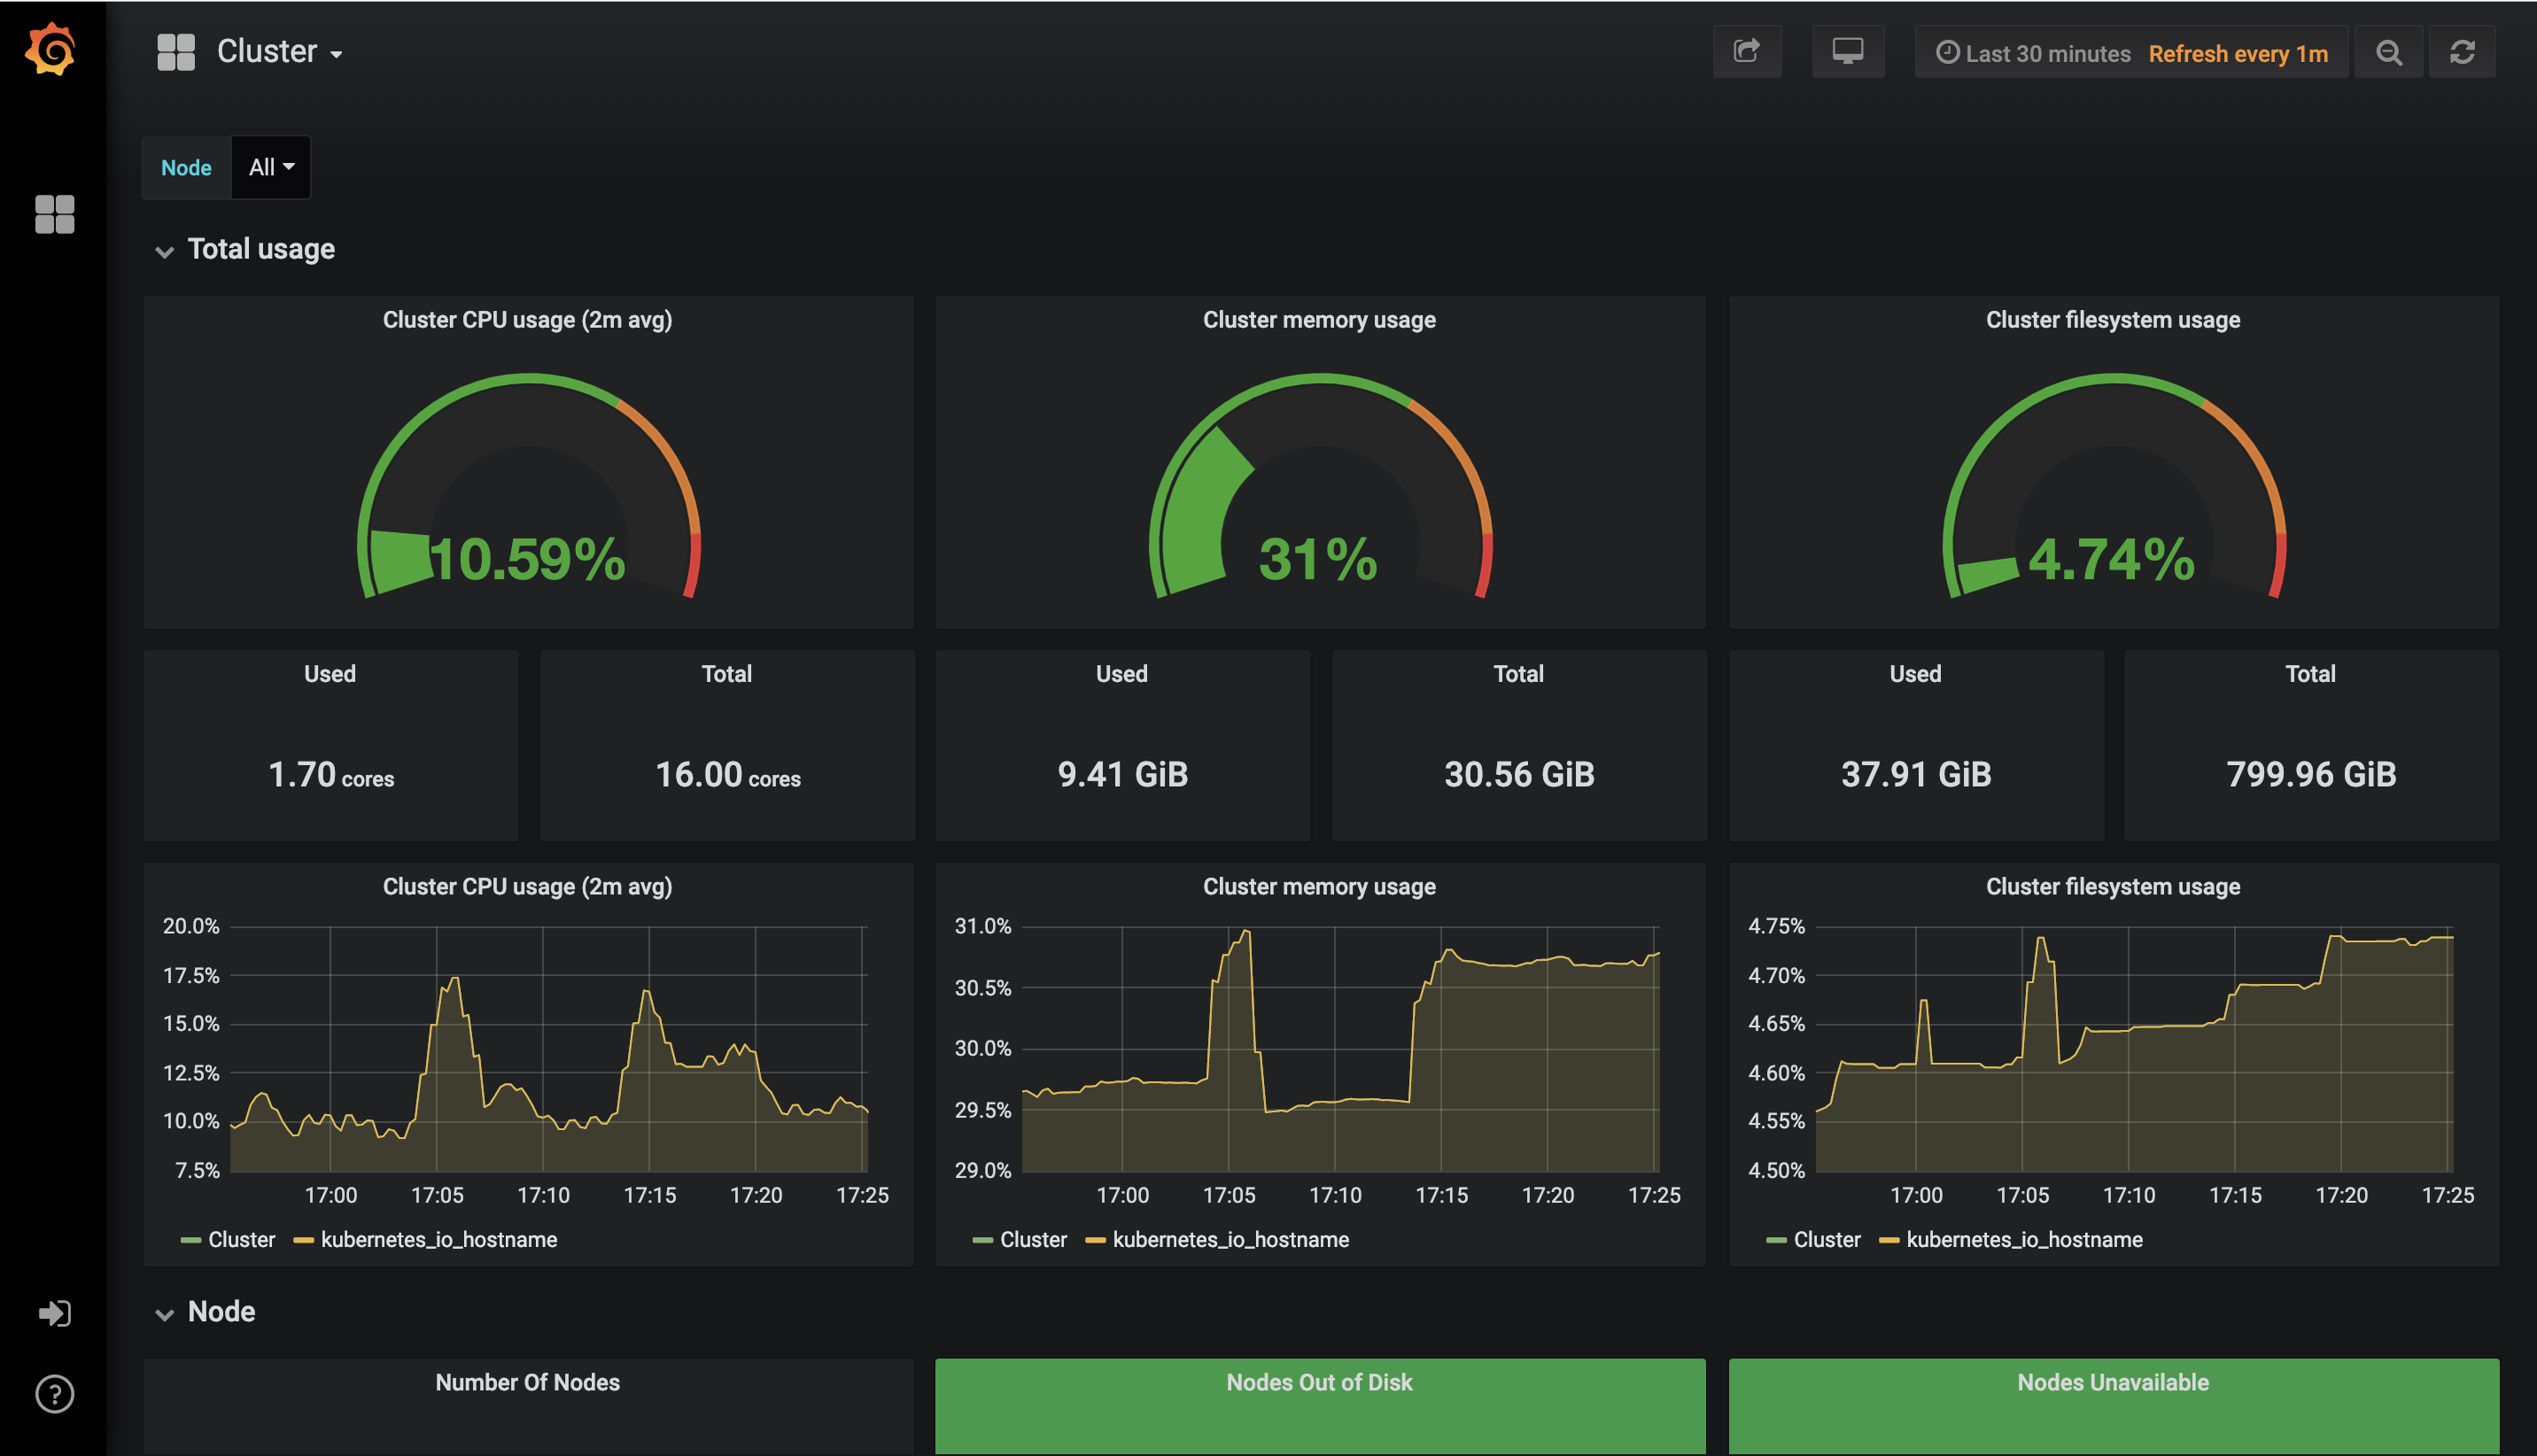 Cluster
Last 30 minutes Refresh every 1m
Node All
Total usage
Cluster CPU usage (2m avg)
10.59%
Cluster memory usage
31%
Cluster filesystem usage
4.74%
Used
1.70 cores
Total
16.00 cores
Used
9.41 GiB
Total
30.56 GiB
Used
37.91 GiB
Total
799.96 GiB
Cluster CPU usage (2m avg)
20.0%
17.5%
15.0%
12.5%
10.0%
7.5%
17:00 17:05 17:10 17:15 17:20 17:25
Cluster kubernetes_io_hostname
Cluster memory usage
31.0%
30.5%
30.0%
29.5%
29.0%
17:00 17:05 17:10 17:15 17:20 17:25
Cluster kubernetes_io_hostname
Cluster filesystem usage
4.75%
4.70%
4.65%
4.60%
4.55%
4.50%
17:00 17:05 17:10 17:15 17:20 17:25
Cluster kubernetes_io_hostname
Node
Number Of Nodes
Nodes Out of Disk
Nodes Unavailable
?